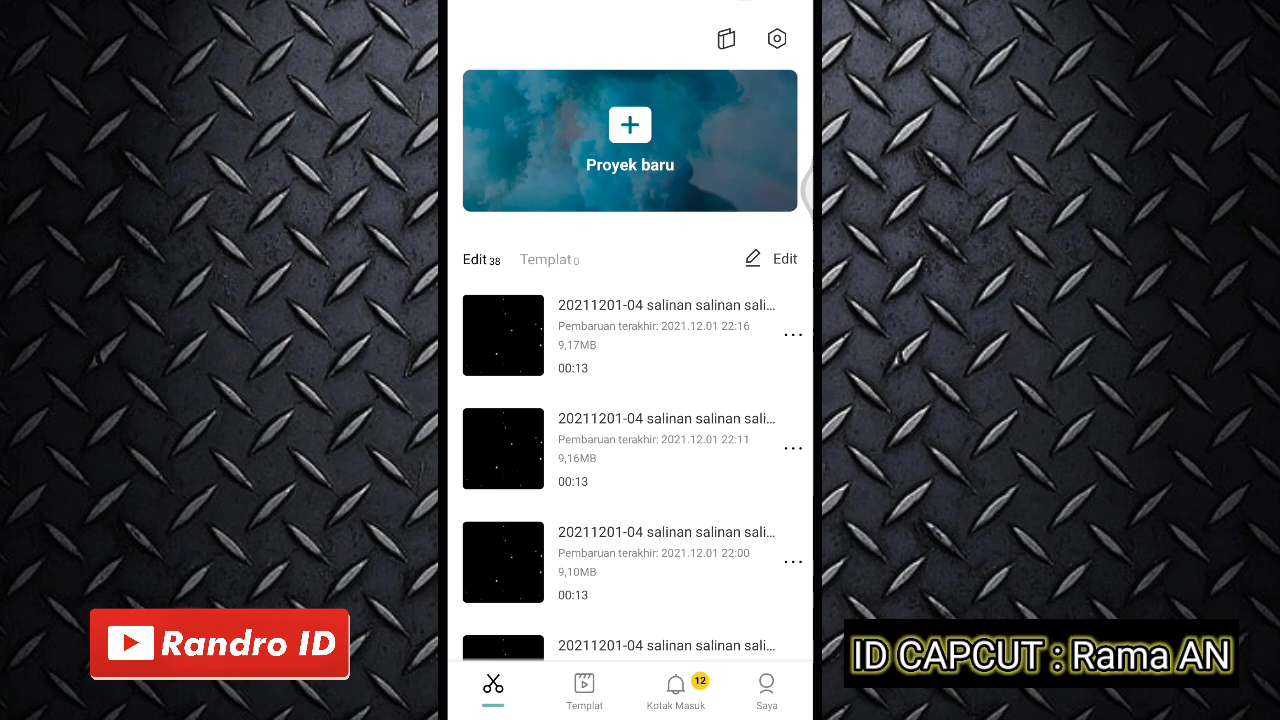 Proyek baru
Edit 38
Templat 0
Edit
20211201-04 salinan salinan sali...
Pembaruan terakhir: 2021.12.01 22:16
9,17MB
00:13
20211201-04 salinan salinan sali...
Pembaruan terakhir: 2021.12.01 22:11
9,16MB
00:13
20211201-04 salinan salinan sali...
Pembaruan terakhir: 2021.12.01 22:00
9,10MB
00:13
20211201-04 salinan salinan sali...
Templat
Kotak Masuk
12
Saya
Randro ID
ID CAPCUT : Rama AN